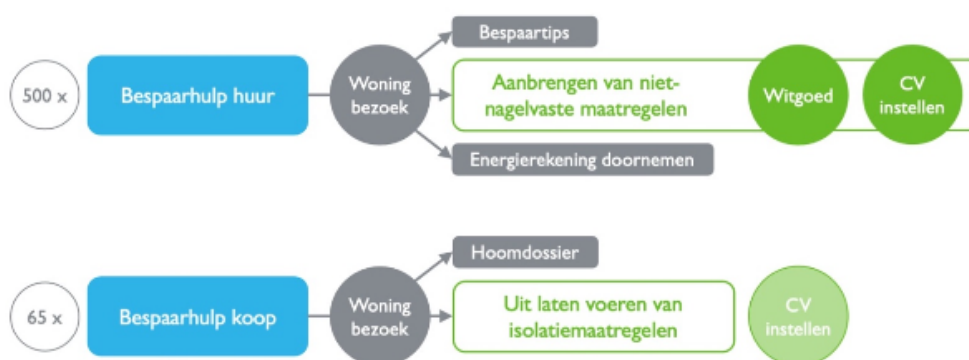 Bespaartips
500 x
Bespaarhulp huur
Woning
bezoek
Aanbrengen van niet-
nagelvaste maatregelen
Witgoed
CV
instellen
Energierekening doornemen
Hoomdossier
65 x
Bespaarhulp koop
Woning
bezoek
Uit laten voeren van
isolatiemaatregelen
CV
instellen